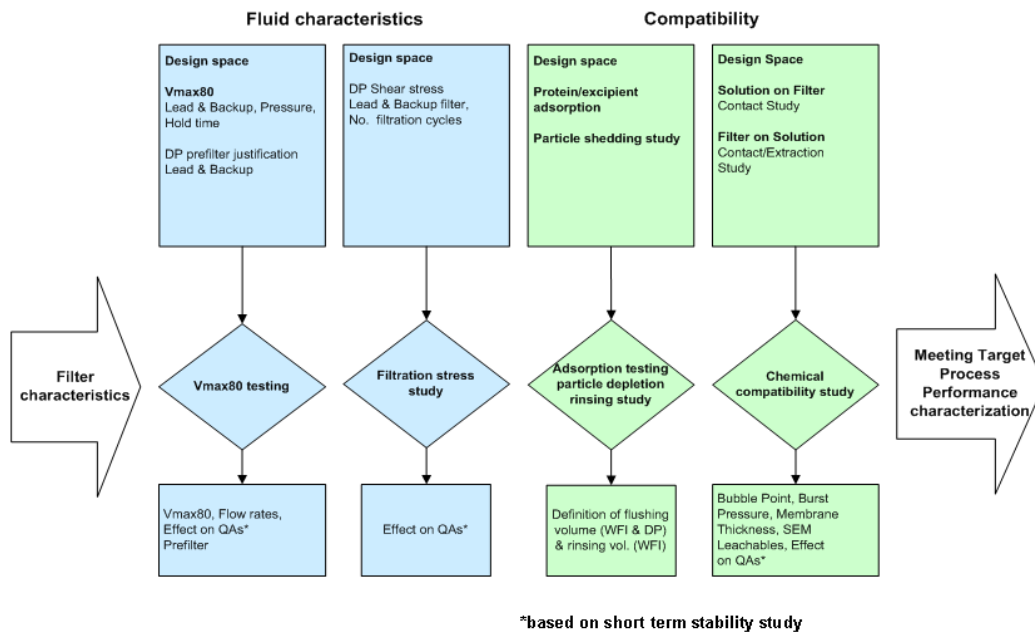 Fluid characteristics
Compatibility
Design space
Vmax80
Lead & Backup, Pressure,
Hold time
DP prefilter justification
Lead & Backup
Design space
DP Shear stress
Lead & Backup filter,
No. filtration cycles
Design space
Protein/excipient
adsorption
Particle shedding study
Design Space
Solution on Filter
Contact Study
Filter on Solution
Contact/Extraction
Study
Filter
characteristics
Vmax80 testing
Filtration stress
study
Adsorption testing
particle depletion
rinsing study
Chemical
compatibility study
Meeting Target
Process
Performance
characterization
Vmax80, Flow rates,
Effect on QAs*
Prefilter
Effect on QAs*
Definition of flushing
volume (WFI & DP)
& rinsing vol. (WFI)
Bubble Point, Burst
Pressure, Membrane
Thickness, SEM
Leachables, Effect
on QAs*
*based on short term stability study